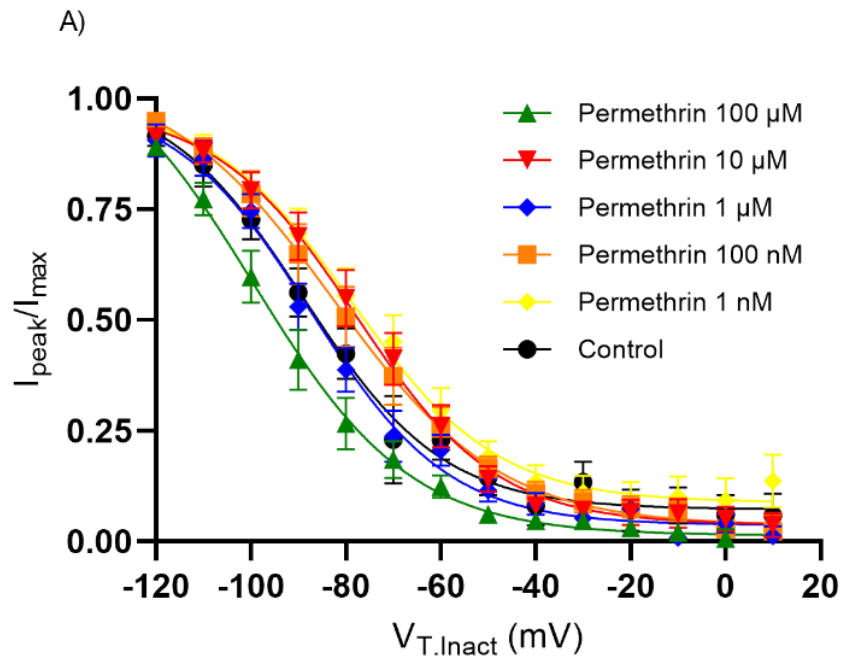 A)
1.00
0.75
0.50
0.25
0.00
Ipeak/Imax
-120
-100
-80
-60
-40
-20
0
20
VT.Inact (mV)
Permethrin 100 µM
Permethrin 10 µM
Permethrin 1 µM
Permethrin 100 nM
Permethrin 1 nM
Control